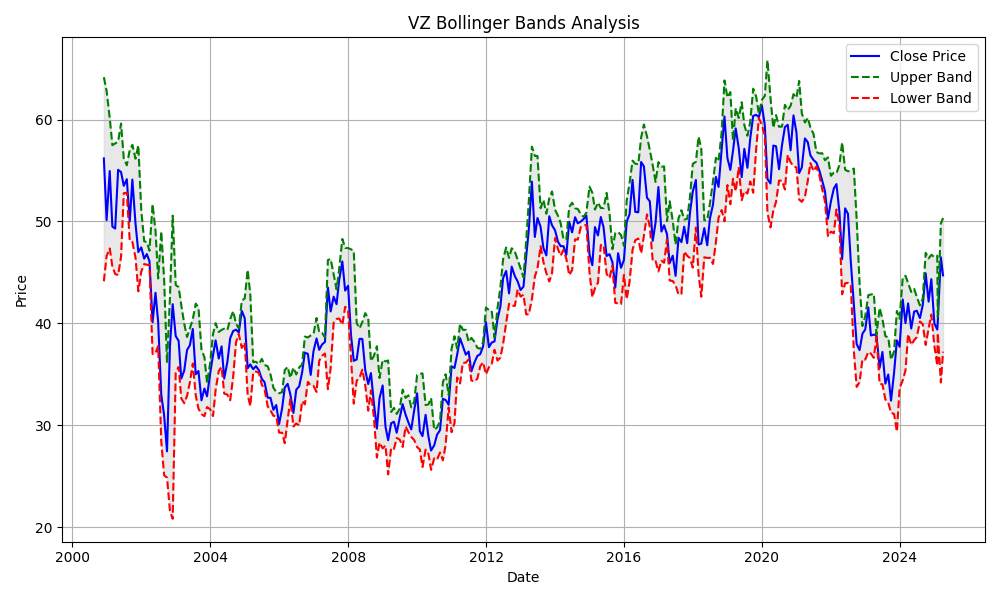 VZ Bollinger Bands Analysis
Close Price
Upper Band
Lower Band
Price
60
50
40
30
20
2000
2004
2008
2012
2016
2020
2024
Date